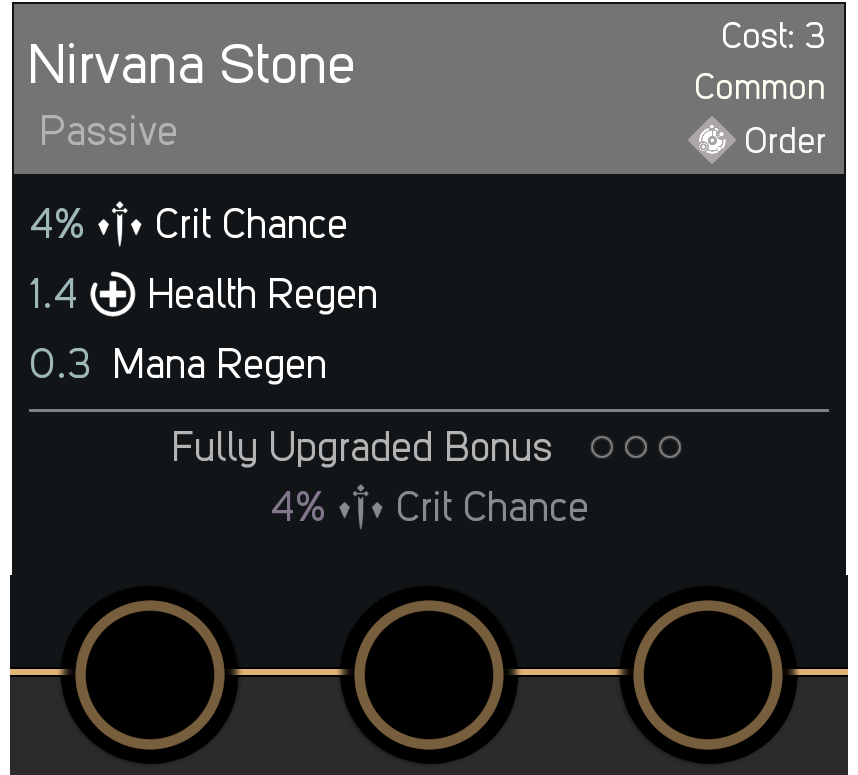 Nirvana Stone
Passive
Cost: 3
Common
Order
4% Crit Chance
1.4 Health Regen
0.3 Mana Regen
Fully Upgraded Bonus
4% Crit Chance